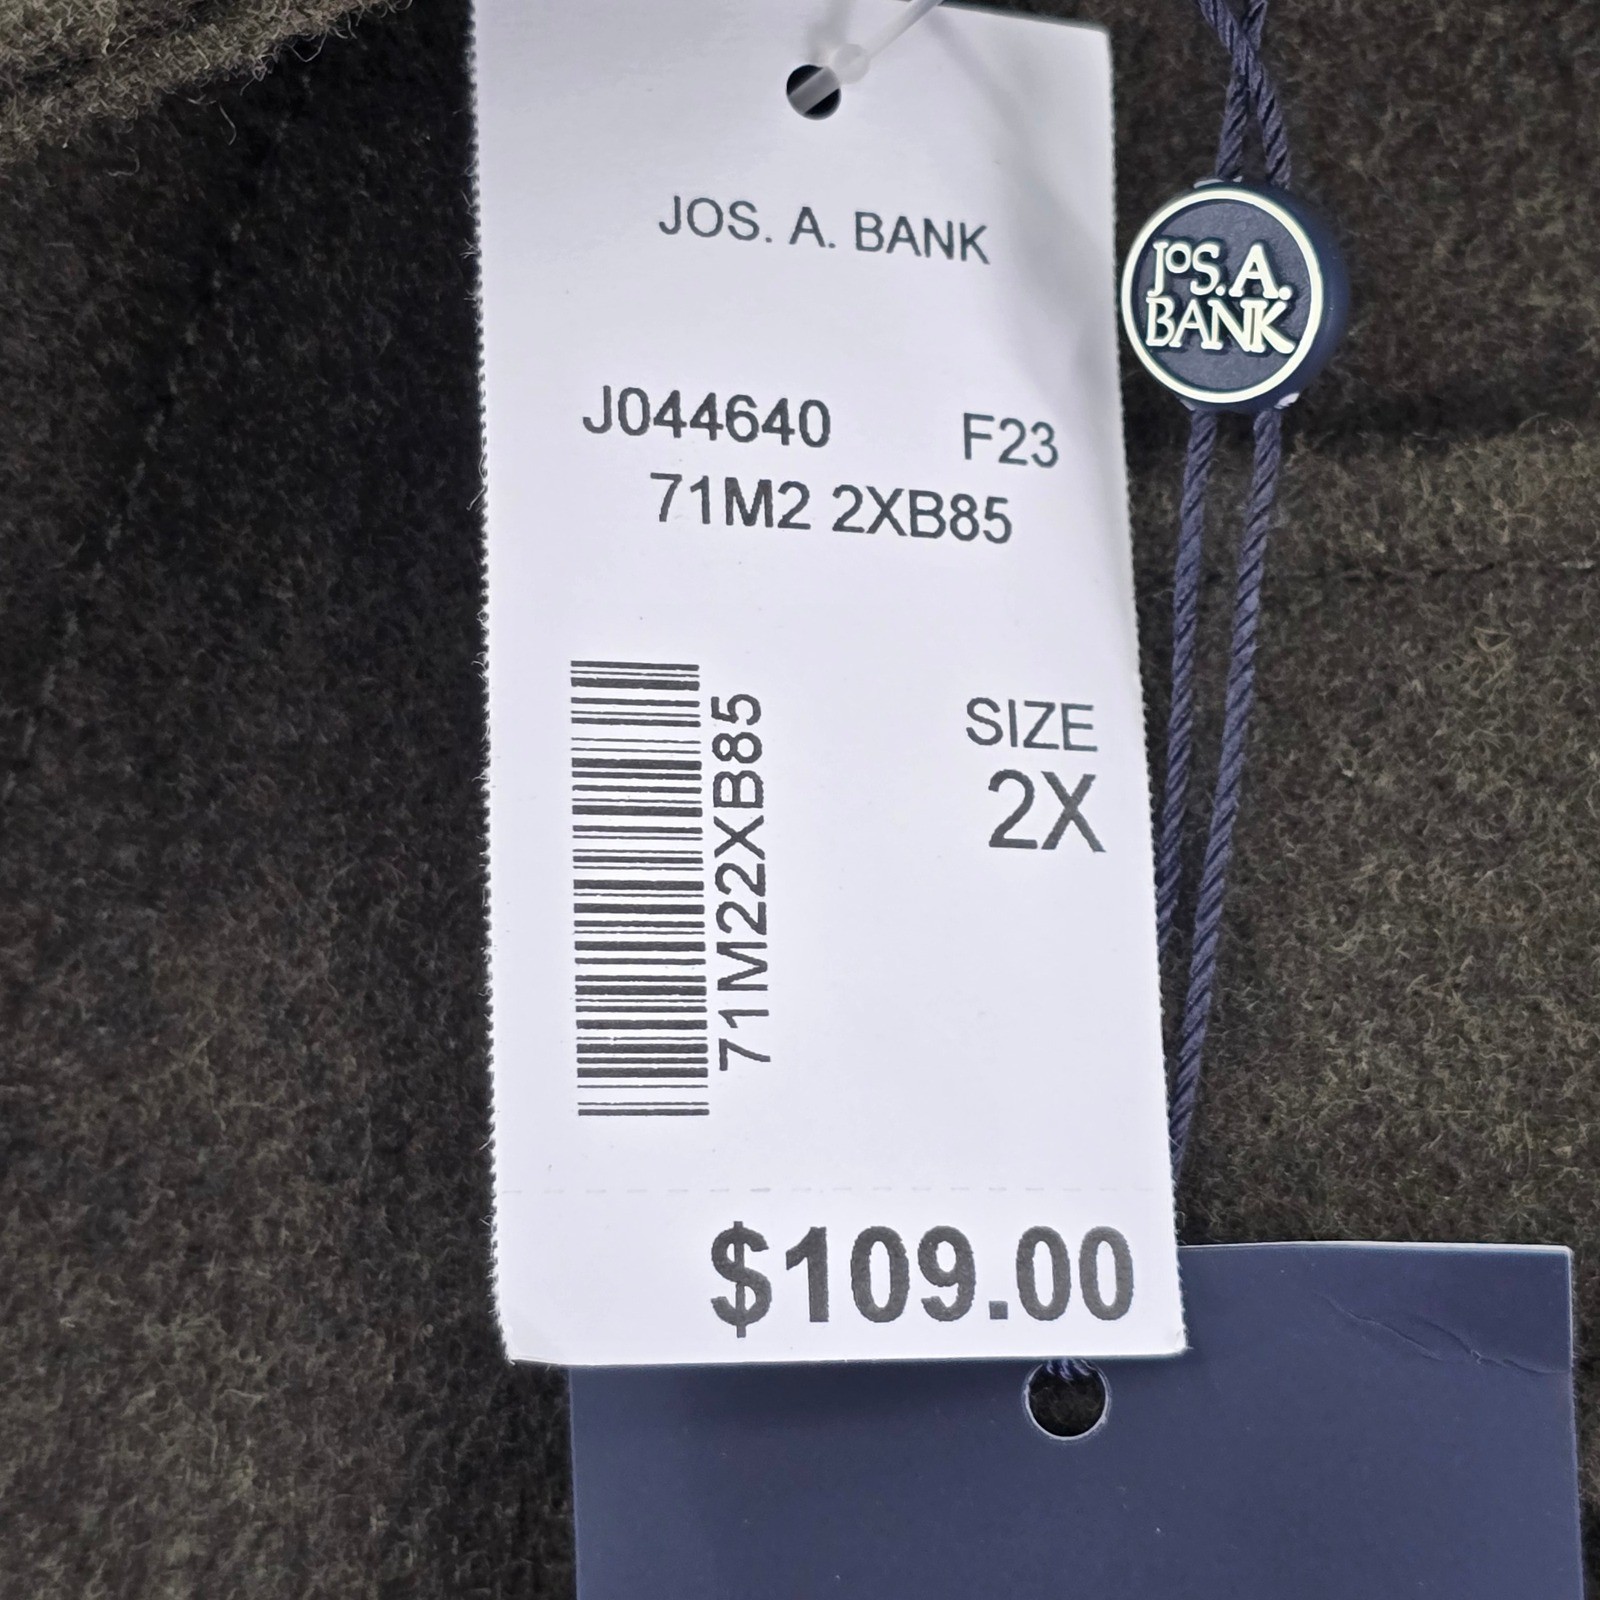 JOS. A. BANK
JOS. A.
BANK
J044640 F23
71M2 2XB85
71M22XB85
SIZE
2X
$109.00